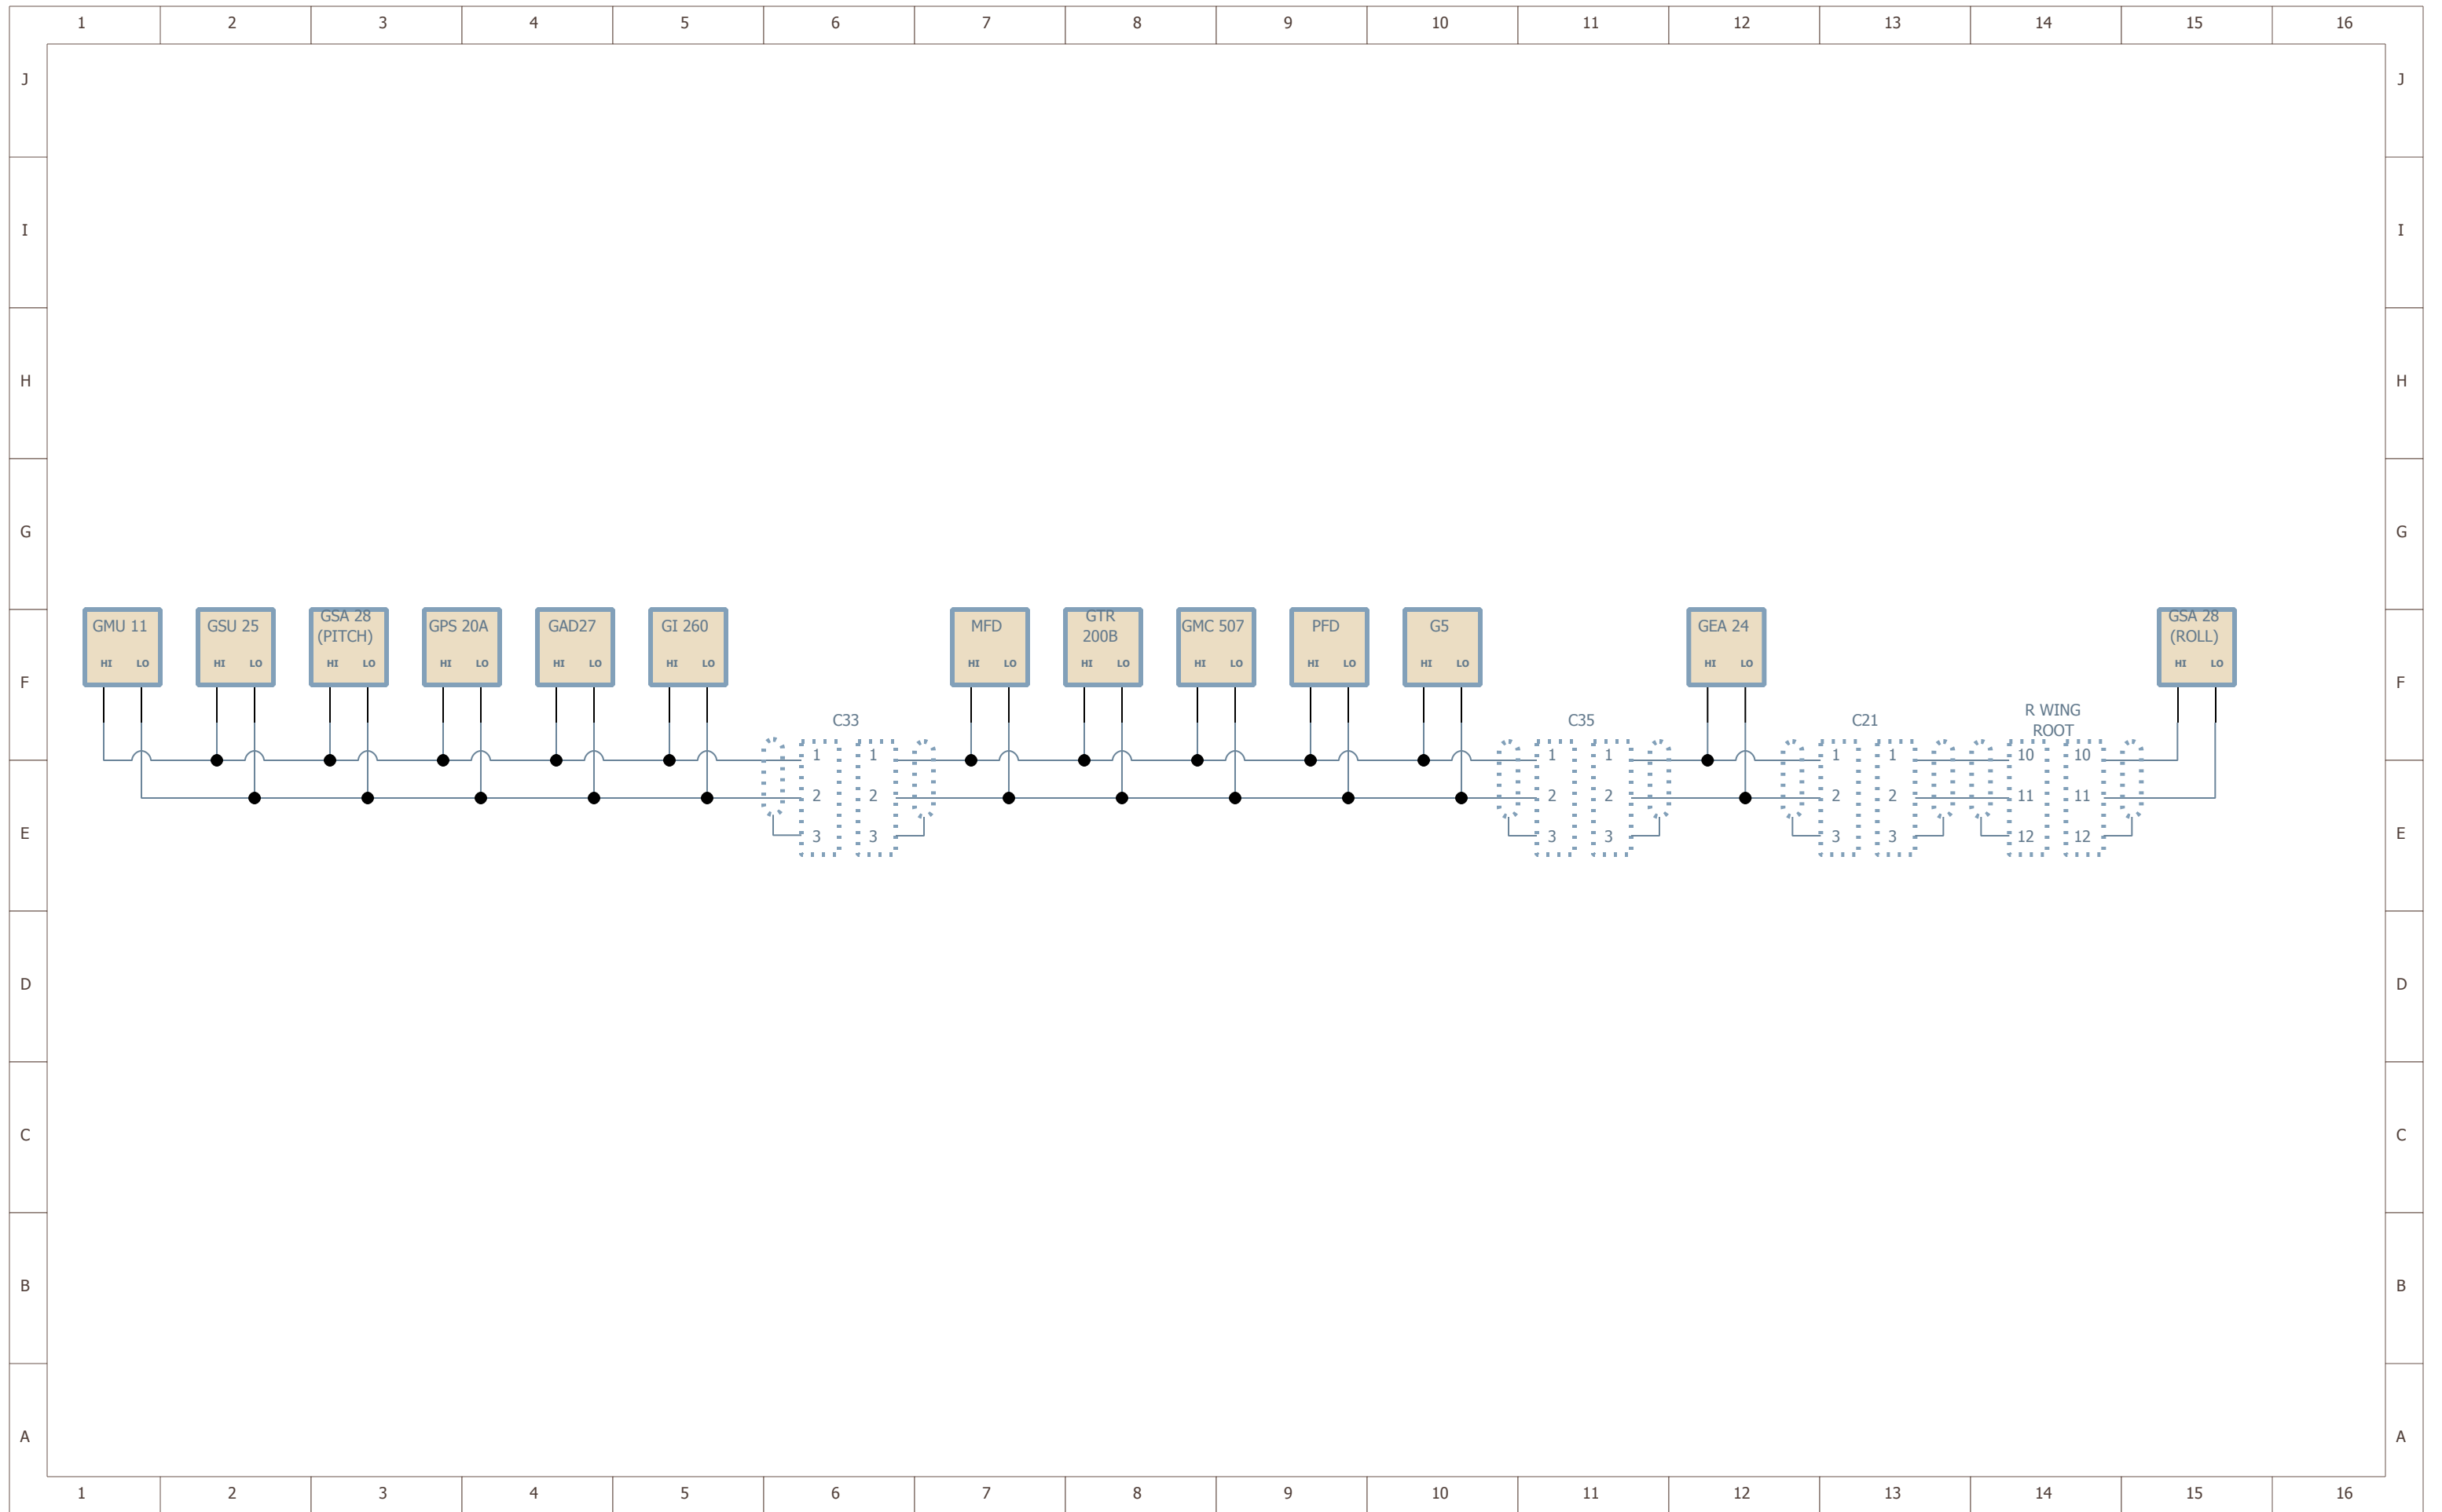 1 2 3 4 5 6 7 8 9 10 11 12 13 14 15 16
J J
I I
H H
G G
GMU 11 GSU 25 GSA 28 (PITCH) GPS 20A GAD27 GI 260 MFD GTR 200B GMC 507 PFD G5 GEA 24 GSA 28 (ROLL)
HI LO HI LO HI LO HI LO HI LO HI LO HI LO HI LO HI LO HI LO HI LO HI LO HI LO
F F
C33 C35 C21 R WING
ROOT
1 1 1 1 1 1 10 10
2 2 2 2 2 2 11 11
E E
3 3 3 3 3 3 12 12
D D
C C
B B
A A
1 2 3 4 5 6 7 8 9 10 11 12 13 14 15 16